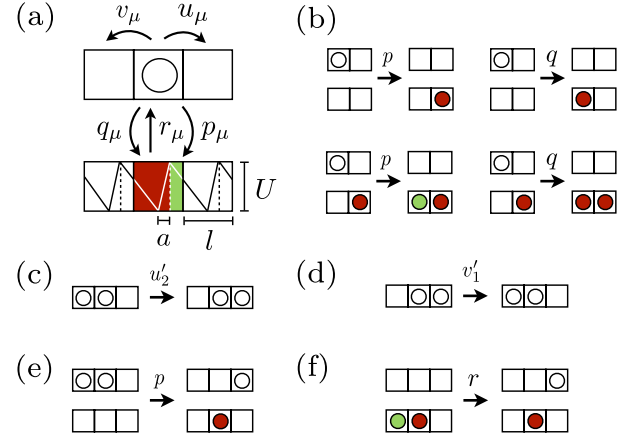 (a)
v_μ u_μ
q_μ r_μ p_μ
U
a l
(b)
p q
p q
(c)
u'_2
(d)
v'_1
(e)
p
(f)
r